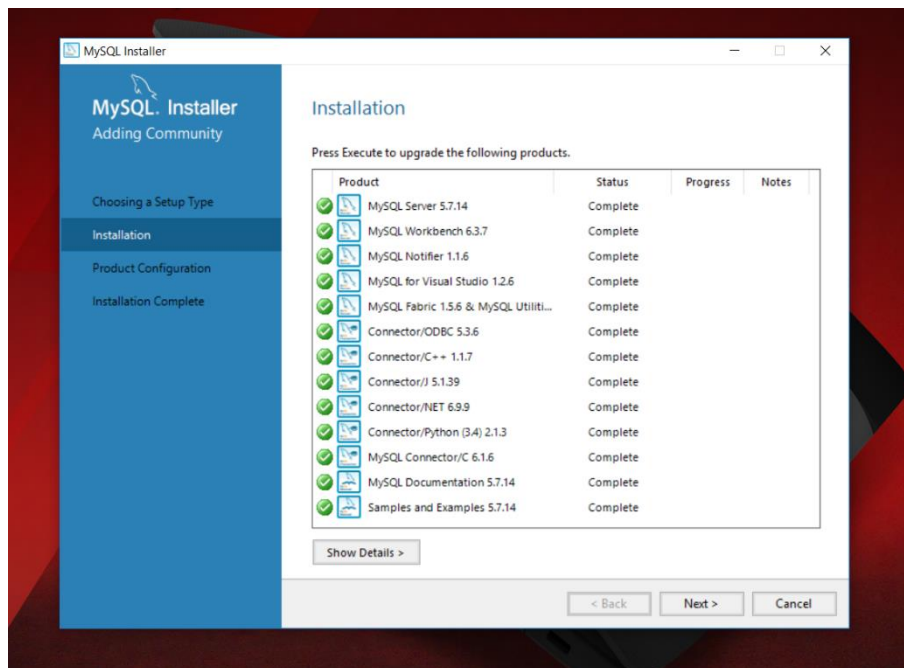 MySQL Installer
MySQL. Installer
Adding Community
Choosing a Setup Type
Installation
Product Configuration
Installation Complete
Installation
Press Execute to upgrade the following products.
Product Status Progress Notes
MySQL Server 5.7.14 Complete
MySQL Workbench 6.3.7 Complete
MySQL Notifier 1.1.6 Complete
MySQL for Visual Studio 1.2.6 Complete
MySQL Fabric 1.5.6 & MySQL Utiliti... Complete
Connector/ODBC 5.3.6 Complete
Connector/C++ 1.1.7 Complete
Connector/J 5.1.39 Complete
Connector/NET 6.9.9 Complete
Connector/Python (3.4) 2.1.3 Complete
MySQL Connector/C 6.1.6 Complete
MySQL Documentation 5.7.14 Complete
Samples and Examples 5.7.14 Complete
Show Details >
< Back Next > Cancel